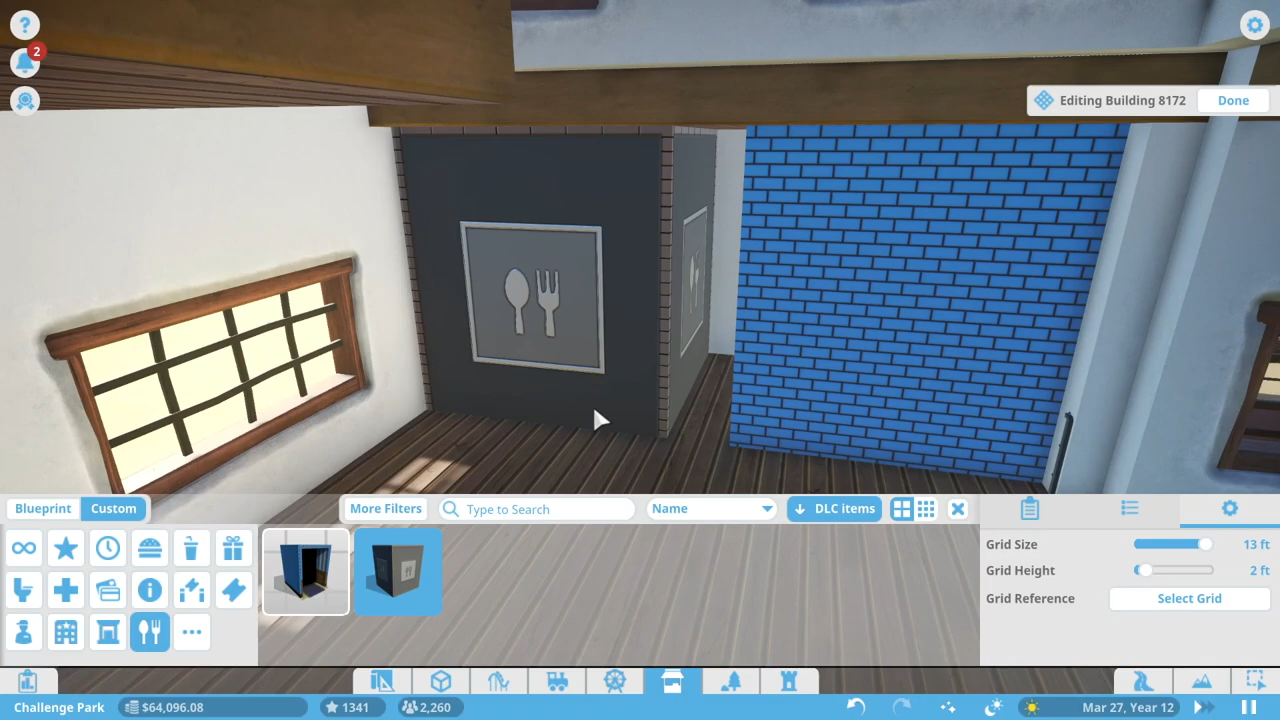 ?
2
Editing Building 8172
Done
Blueprint
Custom
More Filters
Type to Search
Name
DLC items
Grid Size
13 ft
Grid Height
2 ft
Grid Reference
Select Grid
Challenge Park
$64,096.08
1341
2,260
Mar 27, Year 12